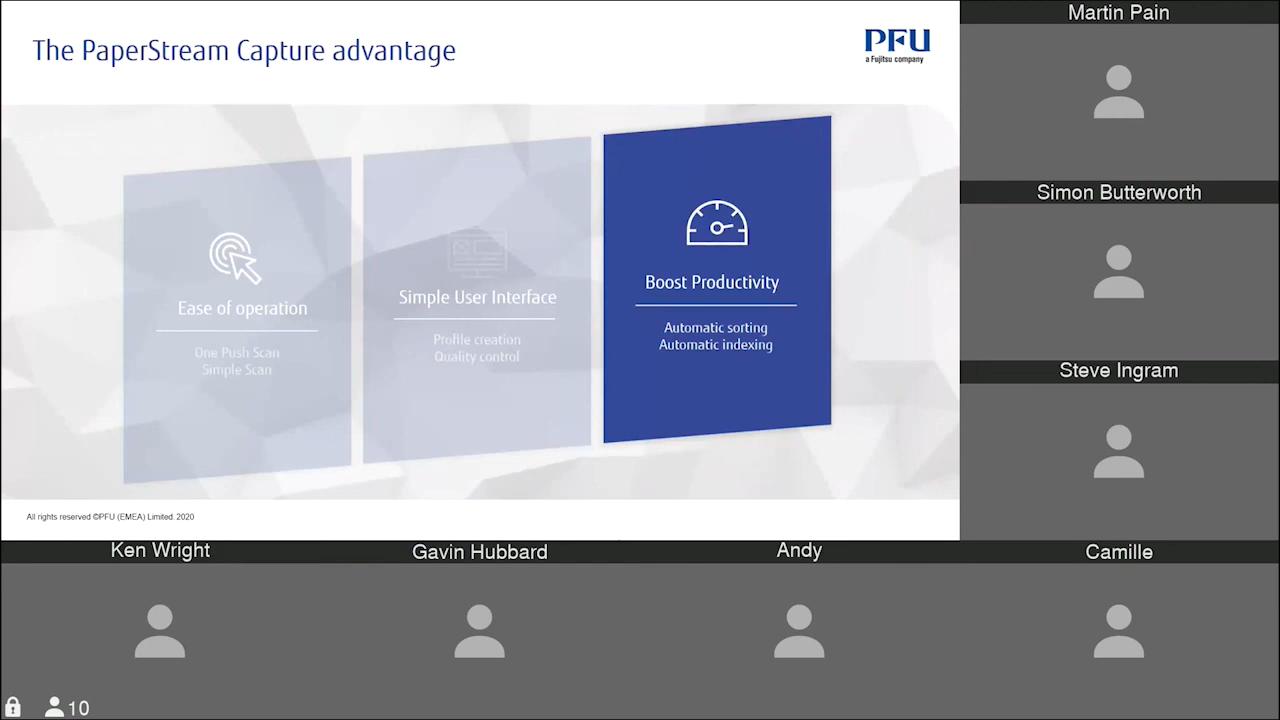 The PaperStream Capture advantage
PFU
a Fujitsu company
Ease of operation
One Push Scan
Simple Scan
Simple User Interface
Profile creation
Quality control
Boost Productivity
Automatic sorting
Automatic indexing
All rights reserved ©PFU (EMEA) Limited. 2020
Martin Pain
Simon Butterworth
Steve Ingram
Ken Wright
Gavin Hubbard
Andy
Camille
10